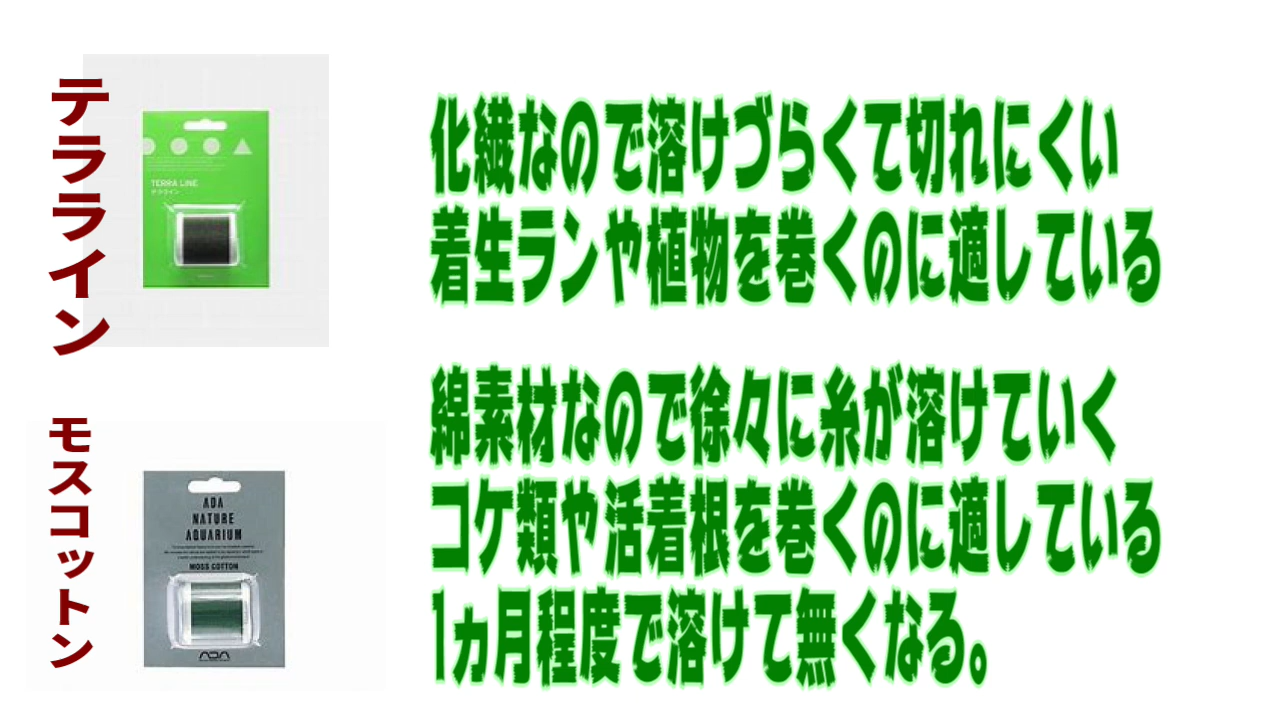 テラライン
TERRA LINE
テラライン
化繊なので溶けづらくて切れにくい
着生ランや植物を巻くのに適している
モスコットン
ADA
NATURE
AQUARIUM
MOSS COTTON
ADA
綿素材なので徐々に糸が溶けていく
コケ類や活着根を巻くのに適している
1ヵ月程度で溶けて無くなる。